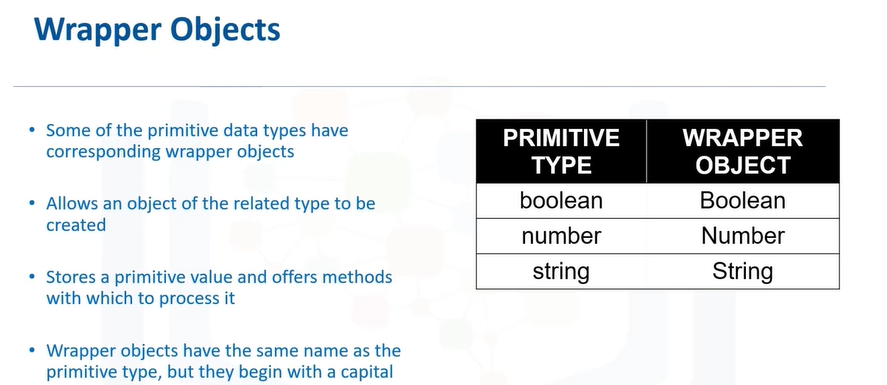 Wrapper Objects
• Some of the primitive data types have
corresponding wrapper objects
• Allows an object of the related type to be
created
• Stores a primitive value and offers methods
with which to process it
• Wrapper objects have the same name as the
primitive type, but they begin with a capital
PRIMITIVE TYPE WRAPPER OBJECT
boolean Boolean
number Number
string String